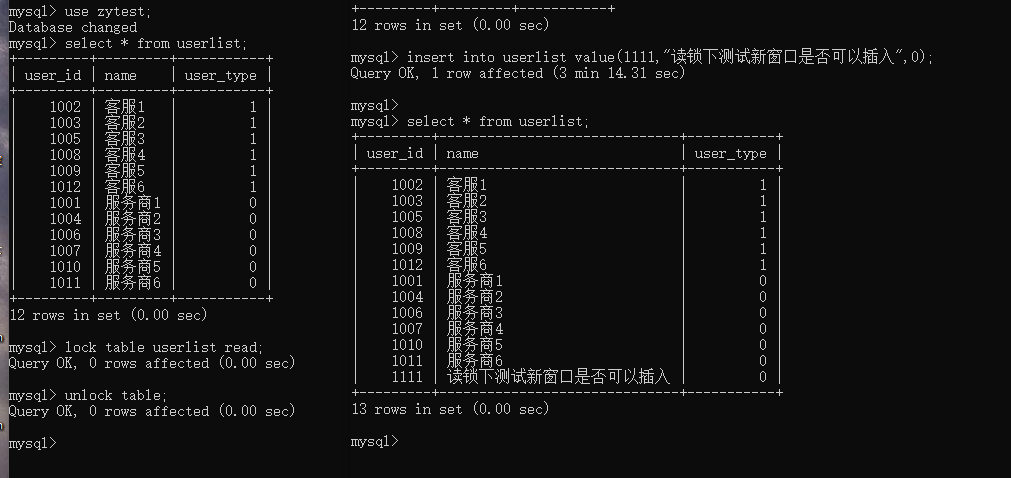 mysql> use zytest;
Database changed
mysql> select * from userlist;
+---------+---------+-----------+
| user_id | name | user_type |
+---------+---------+-----------+
| 1002 | 客服1 | 1 |
| 1003 | 客服2 | 1 |
| 1005 | 客服3 | 1 |
| 1008 | 客服4 | 1 |
| 1009 | 客服5 | 1 |
| 1012 | 客服6 | 1 |
| 1001 | 服务商1 | 0 |
| 1004 | 服务商2 | 0 |
| 1006 | 服务商3 | 0 |
| 1007 | 服务商4 | 0 |
| 1010 | 服务商5 | 0 |
| 1011 | 服务商6 | 0 |
+---------+---------+-----------+
12 rows in set (0.00 sec)
mysql> lock table userlist read;
Query OK, 0 rows affected (0.00 sec)
mysql> unlock table;
Query OK, 0 rows affected (0.00 sec)
mysql>
+---------+---------+-----------+
12 rows in set (0.00 sec)
mysql> insert into userlist value(1111,"读锁下测试新窗口是否可以插入",0);
Query OK, 1 row affected (3 min 14.31 sec)
mysql>
mysql> select * from userlist;
+---------+------------------------------+-----------+
| user_id | name | user_type |
+---------+------------------------------+-----------+
| 1002 | 客服1 | 1 |
| 1003 | 客服2 | 1 |
| 1005 | 客服3 | 1 |
| 1008 | 客服4 | 1 |
| 1009 | 客服5 | 1 |
| 1012 | 客服6 | 1 |
| 1001 | 服务商1 | 0 |
| 1004 | 服务商2 | 0 |
| 1006 | 服务商3 | 0 |
| 1007 | 服务商4 | 0 |
| 1010 | 服务商5 | 0 |
| 1011 | 服务商6 | 0 |
| 1111 | 读锁下测试新窗口是否可以插入 | 0 |
+---------+------------------------------+-----------+
13 rows in set (0.00 sec)
mysql>